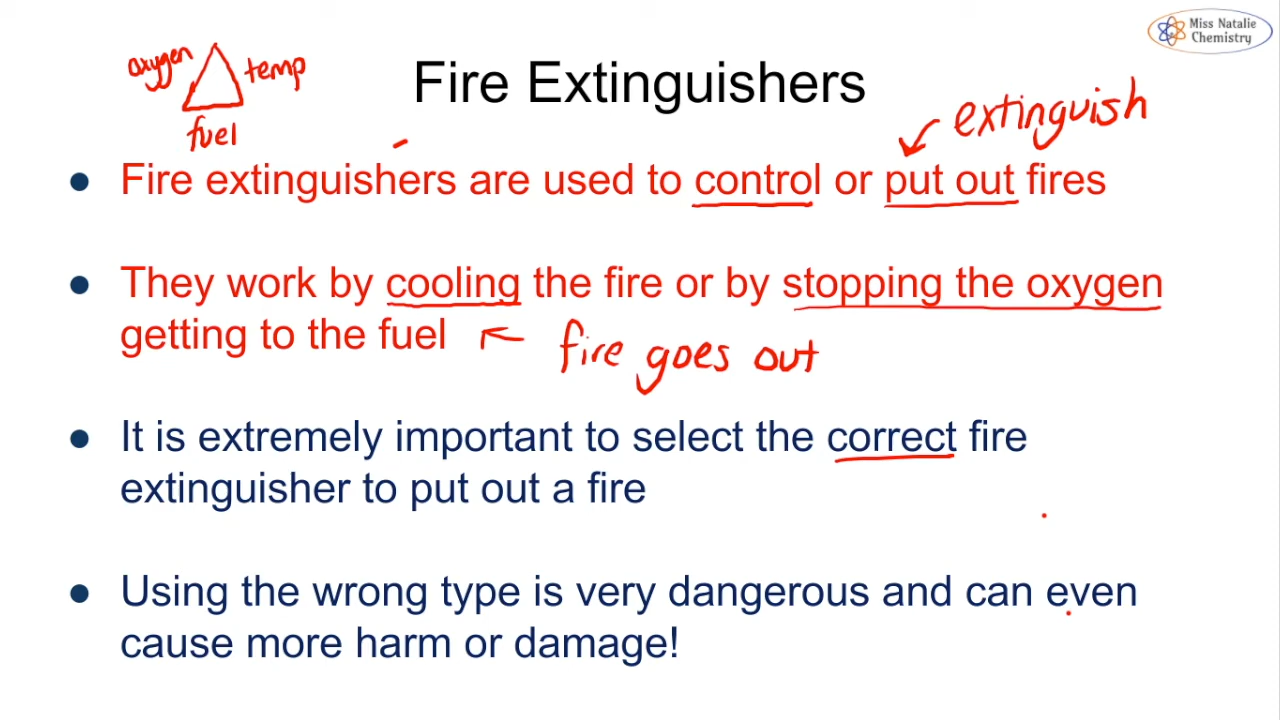 Miss Natalie
Chemistry
oxygen
temp
fuel
Fire Extinguishers
extinguish
● Fire extinguishers are used to control or put out fires
● They work by cooling the fire or by stopping the oxygen
getting to the fuel
fire goes out
● It is extremely important to select the correct fire
extinguisher to put out a fire
● Using the wrong type is very dangerous and can even
cause more harm or damage!